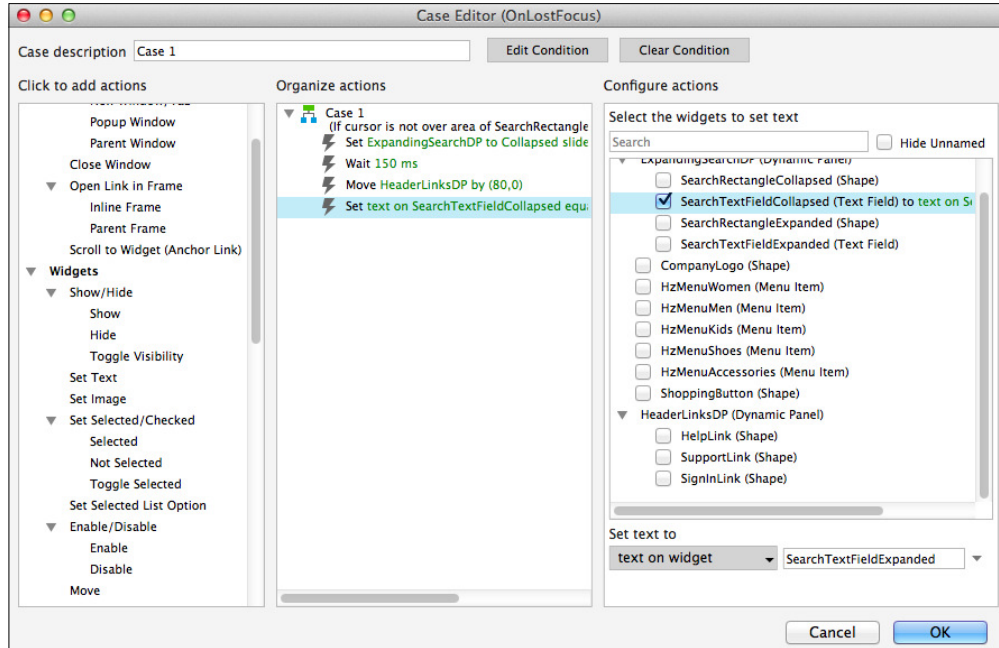 Case Editor (OnLostFocus)
Case description Case 1 Edit Condition Clear Condition
Click to add actions
Popup Window
Parent Window
Close Window
Open Link in Frame
Inline Frame
Parent Frame
Scroll to Widget (Anchor Link)
Widgets
Show/Hide
Show
Hide
Toggle Visibility
Set Text
Set Image
Set Selected/Checked
Selected
Not Selected
Toggle Selected
Set Selected List Option
Enable/Disable
Enable
Disable
Move
Organize actions
Case 1
(If cursor is not over area of SearchRectangle
Set ExpandingSearchDP to Collapsed slide
Wait 150 ms
Move HeaderLinksDP by (80,0)
Set text on SearchTextFieldCollapsed equa
Configure actions
Select the widgets to set text
Search Hide Unnamed
ExpandingSearchDP (Dynamic Panel)
SearchRectangleCollapsed (Shape)
SearchTextFieldCollapsed (Text Field) to text on Se
SearchRectangleExpanded (Shape)
SearchTextFieldExpanded (Text Field)
CompanyLogo (Shape)
HzMenuWomen (Menu Item)
HzMenuMen (Menu Item)
HzMenuKids (Menu Item)
HzMenuShoes (Menu Item)
HzMenuAccessories (Menu Item)
ShoppingButton (Shape)
HeaderLinksDP (Dynamic Panel)
HelpLink (Shape)
SupportLink (Shape)
SignInLink (Shape)
Set text to
text on widget SearchTextFieldExpanded
Cancel OK